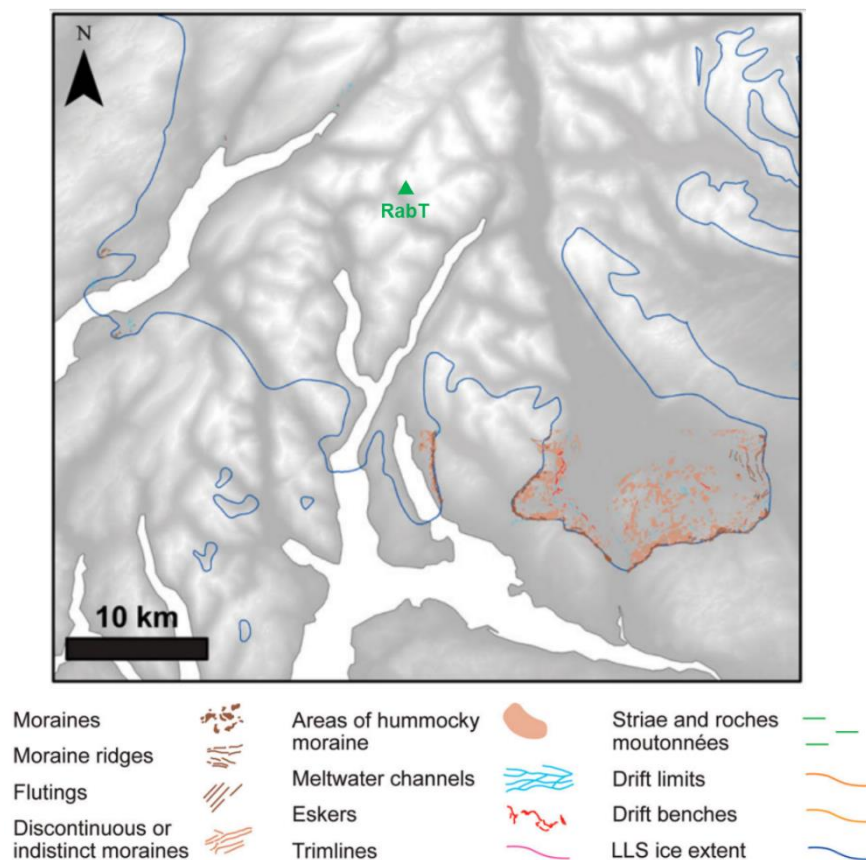 N
RabT
10 km
Moraines
Moraine ridges
Flutings
Discontinuous or
indistinct moraines
Areas of hummocky
moraine
Meltwater channels
Eskers
Trimlines
Striae and roches
moutonnées
Drift limits
Drift benches
LLS ice extent